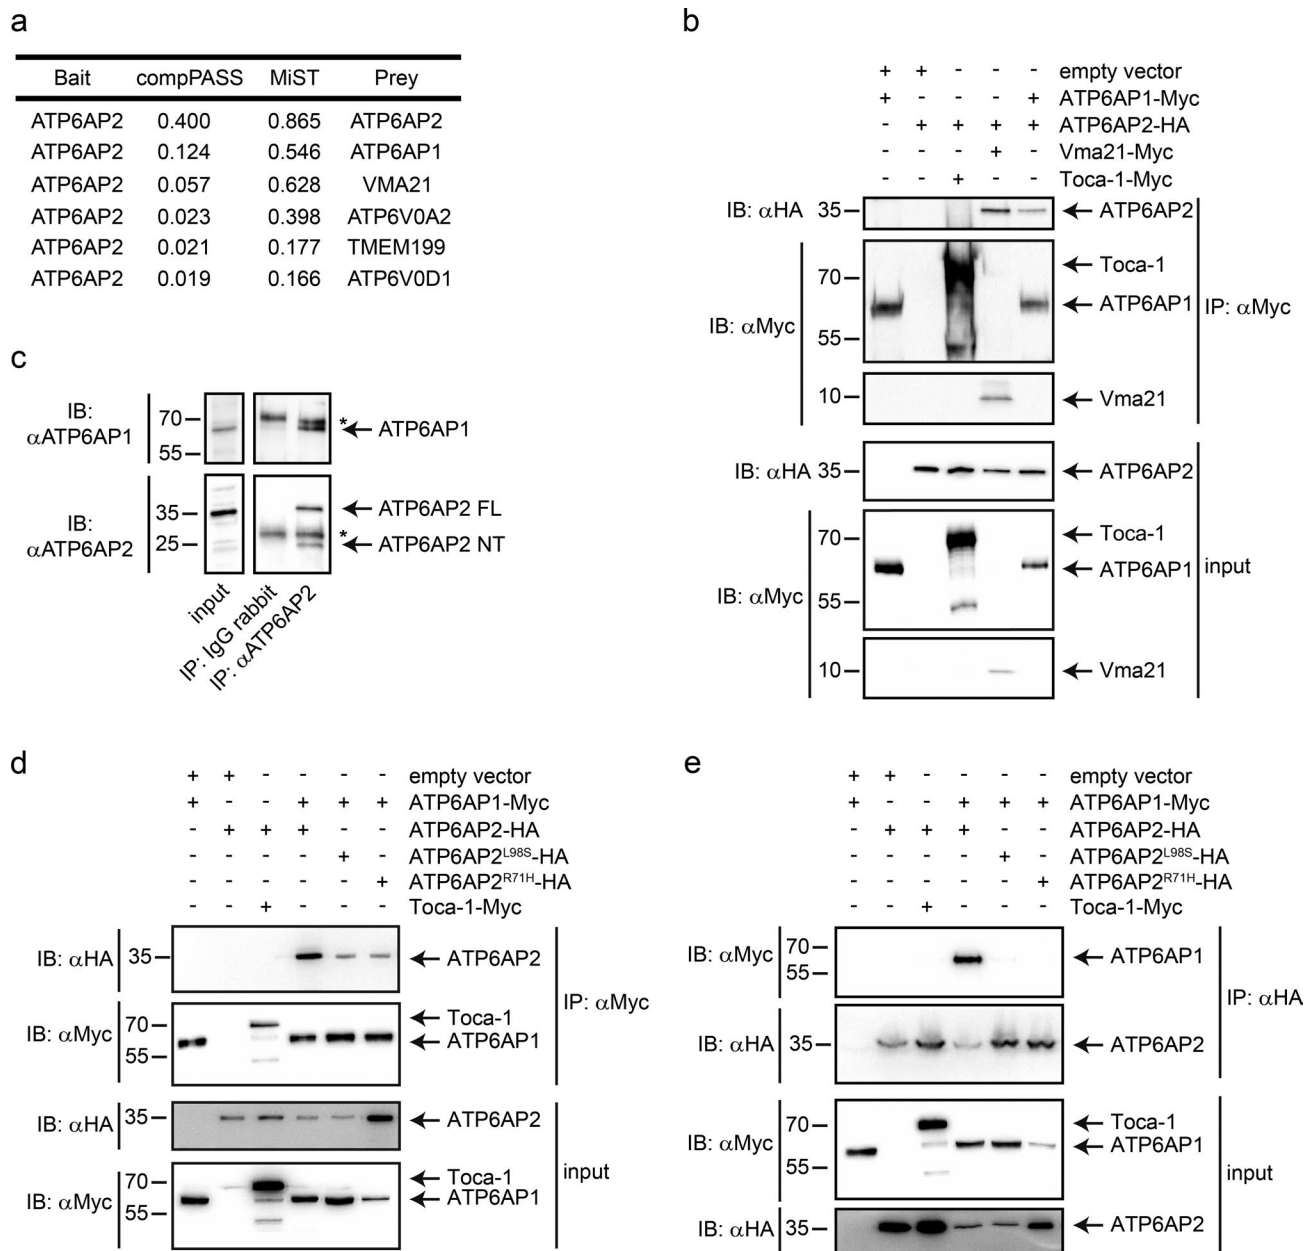 a
Bait compPASS MiST Prey
ATP6AP2 0.400 0.865 ATP6AP2
ATP6AP2 0.124 0.546 ATP6AP1
ATP6AP2 0.057 0.628 VMA21
ATP6AP2 0.023 0.398 ATP6V0A2
ATP6AP2 0.021 0.177 TMEM199
ATP6AP2 0.019 0.166 ATP6V0D1
b
+ + - - - empty vector
+ - - - + ATP6AP1-Myc
- + + + + ATP6AP2-HA
- - - + - Vma21-Myc
- - + - - Toca-1-Myc
IB: αHA 35 ATP6AP2
IB: αMyc 70 55 Toca-1
ATP6AP1
10 Vma21
IP: αMyc
IB: αHA 35 ATP6AP2
IB: αMyc 70 55 Toca-1
ATP6AP1
10 Vma21
input
c
IB: αATP6AP1 70 55 * ATP6AP1
IB: αATP6AP2 35 25 ATP6AP2 FL
* ATP6AP2 NT
input
IP: IgG rabbit
IP: αATP6AP2
d
+ + - - - - empty vector
+ - - + + + ATP6AP1-Myc
- + + + - - ATP6AP2-HA
- - - - + - ATP6AP2L98S-HA
- - - - - + ATP6AP2R71H-HA
- - + - - - Toca-1-Myc
IB: αHA 35 ATP6AP2
IB: αMyc 70 55 Toca-1
ATP6AP1
IP: αMyc
IB: αHA 35 ATP6AP2
IB: αMyc 70 55 Toca-1
ATP6AP1
input
e
+ + - - - - empty vector
+ - - + + + ATP6AP1-Myc
- + + + - - ATP6AP2-HA
- - - - + - ATP6AP2L98S-HA
- - - - - + ATP6AP2R71H-HA
- - + - - - Toca-1-Myc
IB: αMyc 70 55 ATP6AP1
IB: αHA 35 ATP6AP2
IP: αHA
IB: αMyc 70 55 Toca-1
ATP6AP1
IB: αHA 35 ATP6AP2
input